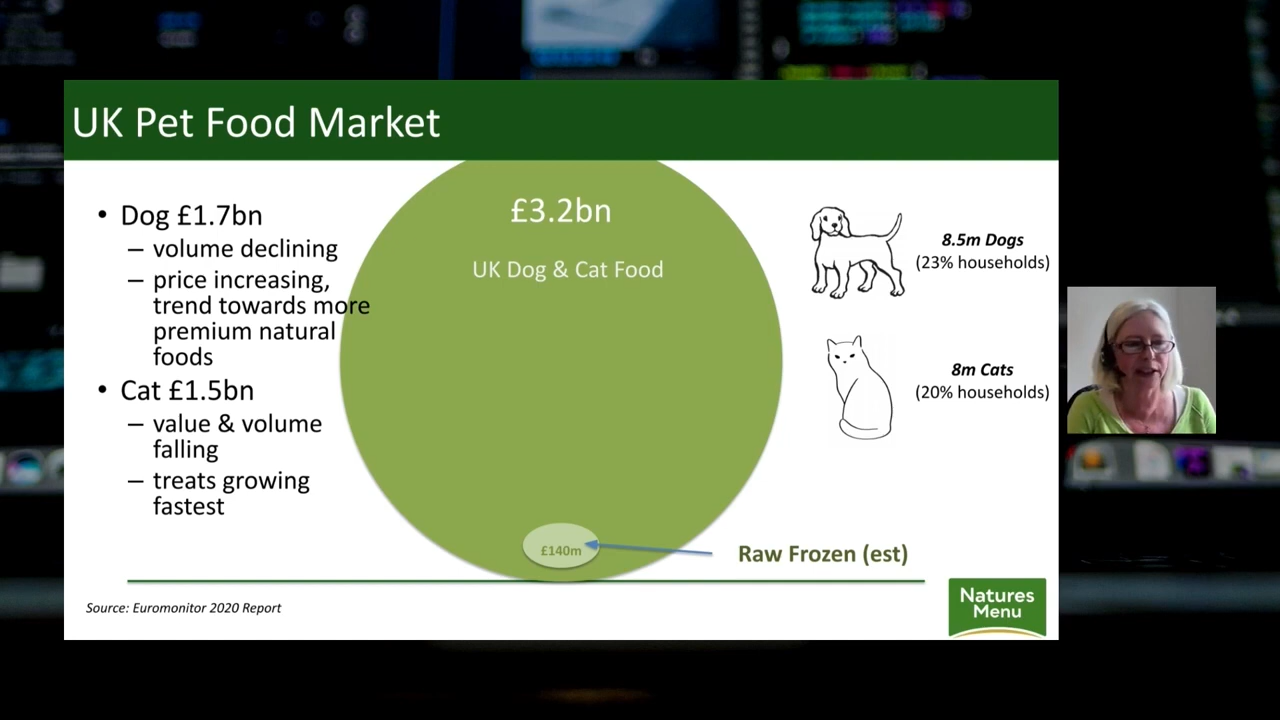 UK Pet Food Market
• Dog £1.7bn
– volume declining
– price increasing,
trend towards more
premium natural
foods
• Cat £1.5bn
– value & volume
falling
– treats growing
fastest
£3.2bn
UK Dog & Cat Food
£140m
Raw Frozen (est)
8.5m Dogs
(23% households)
8m Cats
(20% households)
Source: Euromonitor 2020 Report
Natures
Menu